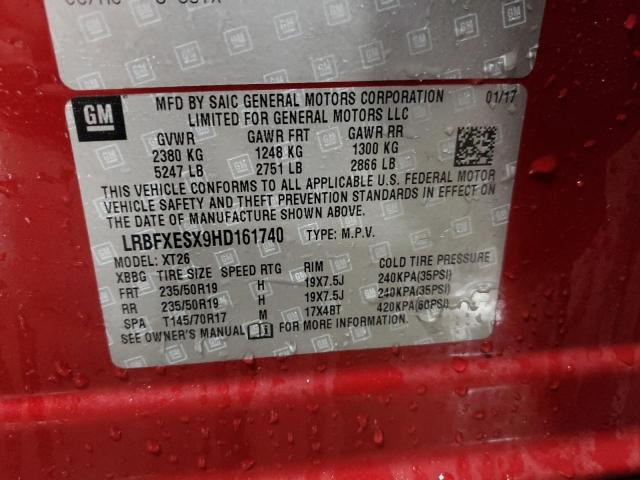 GM
MFD BY SAIC GENERAL MOTORS CORPORATION 01/17
LIMITED FOR GENERAL MOTORS LLC
GVWR GAWR FRT GAWR RR
2380 KG 1248 KG 1300 KG
5247 LB 2751 LB 2866 LB
THIS VEHICLE CONFORMS TO ALL APPLICABLE U.S. FEDERAL MOTOR
VEHICLE SAFETY AND THEFT PREVENTION STANDARDS IN EFFECT ON
THE DATE OF MANUFACTURE SHOWN ABOVE.
LRBFXESX9HD161740 TYPE: M.P.V.
MODEL: XT26
XBBG TIRE SIZE SPEED RTG RIM COLD TIRE PRESSURE
FRT 235/50R19 H 19X7.5J 240KPA(35PSI)
RR 235/50R19 H 19X7.5J 240KPA(35PSI)
SPA T145/70R17 M 17X4BT 420KPA(60PSI)
SEE OWNER'S MANUAL FOR MORE INFORMATION.